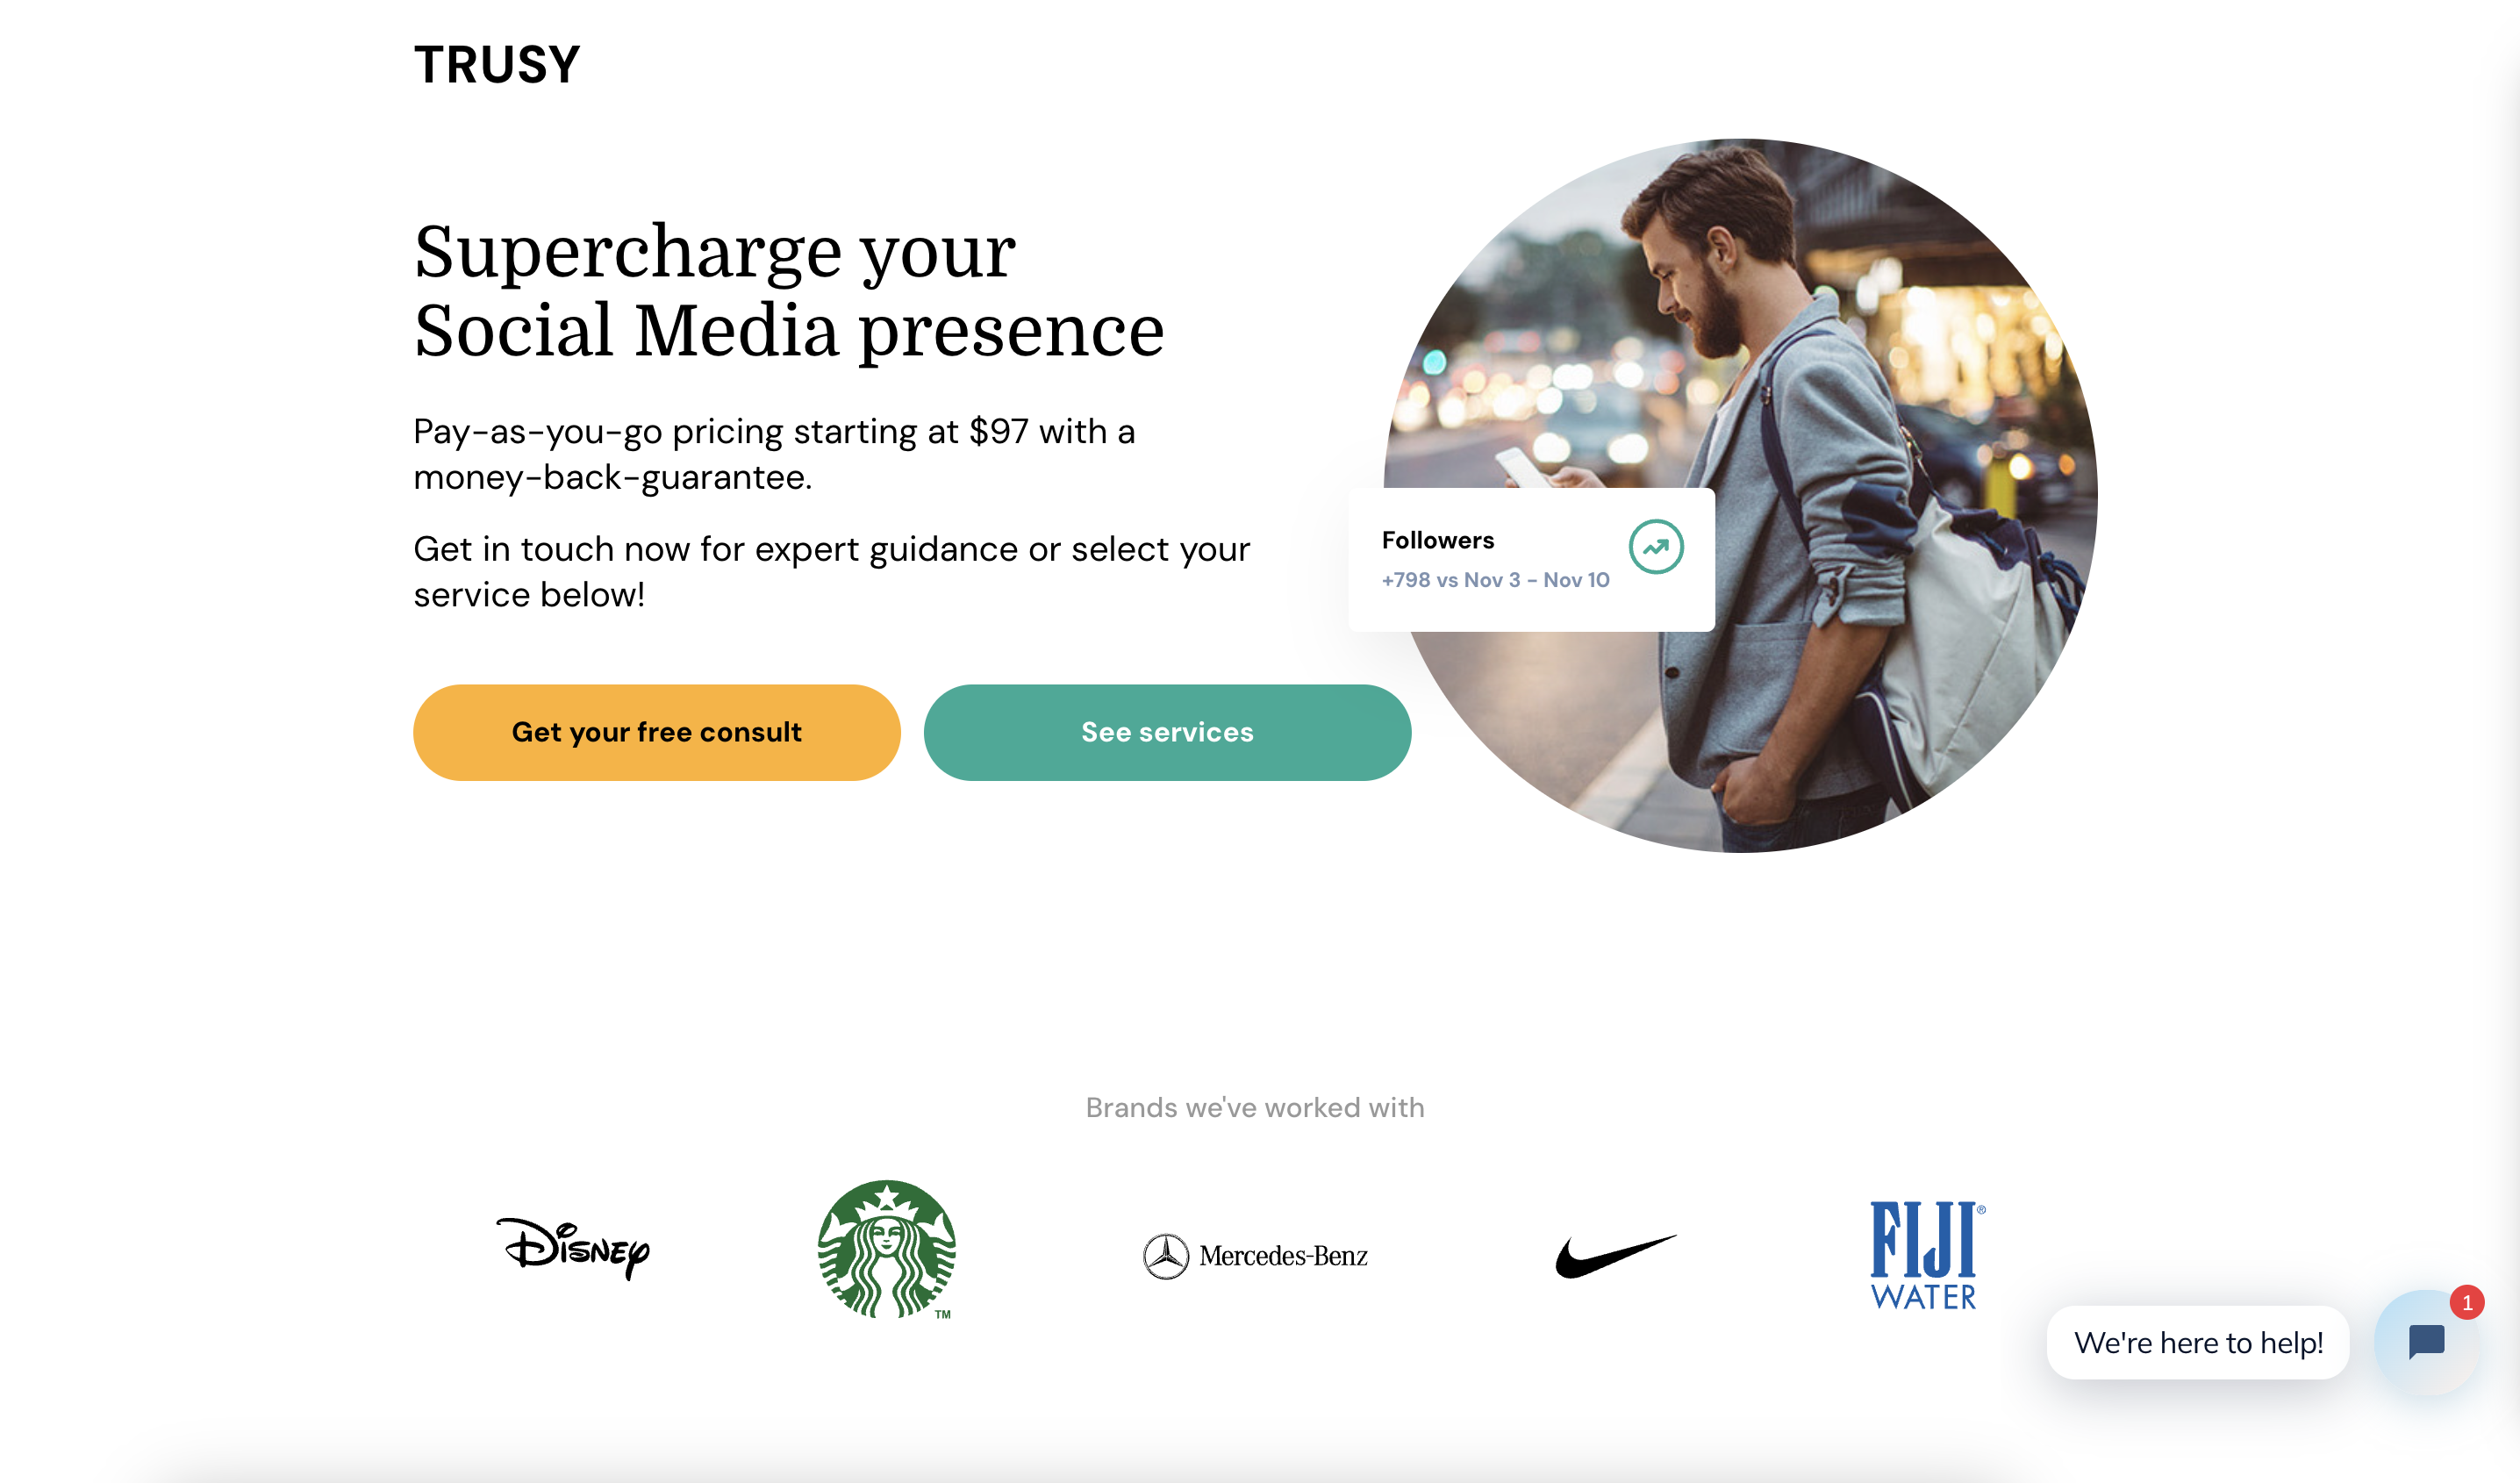 TRUSY
Supercharge your
Social Media presence
Pay-as-you-go pricing starting at $97 with a
money-back-guarantee.
Get in touch now for expert guidance or select your
service below!
Get your free consult
See services
Followers
+798 vs Nov 3 - Nov 10
Brands we've worked with
Disney
TM
Mercedes-Benz
FIJI®
WATER
We're here to help!
1